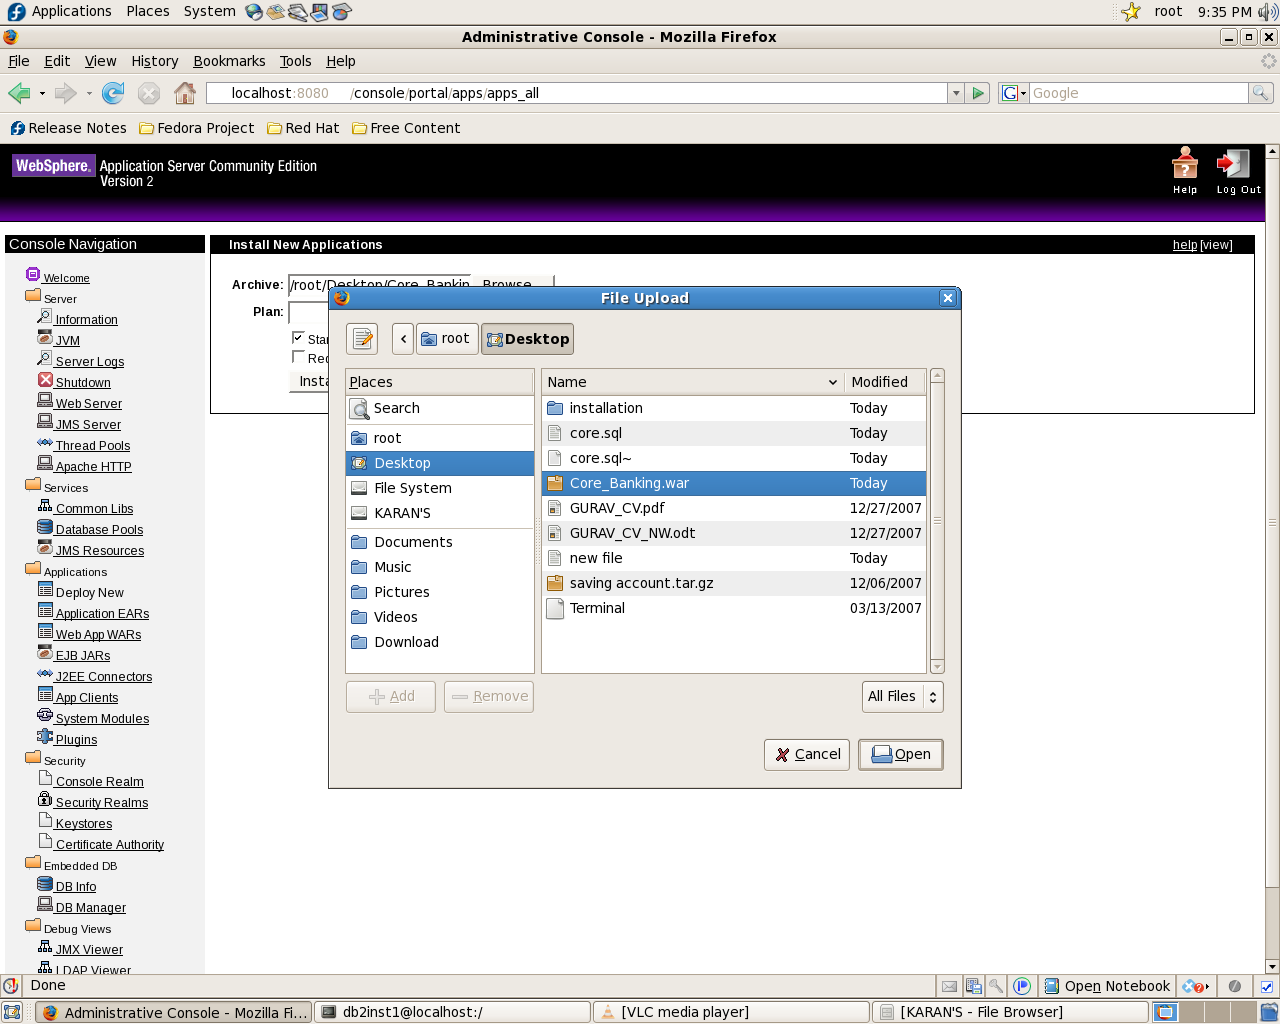 Applications Places System root 9:35 PM
Administrative Console - Mozilla Firefox
File Edit View History Bookmarks Tools Help
localhost:8080 /console/portal/apps/apps_all Google
Release Notes Fedora Project Red Hat Free Content
WebSphere. Application Server Community Edition
Version 2
Help Log Out
Console Navigation
Welcome
Server
Information
JVM
Server Logs
Shutdown
Web Server
JMS Server
Thread Pools
Apache HTTP
Services
Common Libs
Database Pools
JMS Resources
Applications
Deploy New
Application EARs
Web App WARs
EJB JARs
J2EE Connectors
App Clients
System Modules
Plugins
Security
Console Realm
Security Realms
Keystores
Certificate Authority
Embedded DB
DB Info
DB Manager
Debug Views
JMX Viewer
LDAP Viewer
Install New Applications help [view]
Archive: /root/Desktop/Core_Bankin Browse...
Plan:
Star
Red
Insta
File Upload
< root Desktop
Places
Search
root
Desktop
File System
KARAN'S
Documents
Music
Pictures
Videos
Download
Name Modified
installation Today
core.sql Today
core.sql~ Today
Core_Banking.war Today
GURAV_CV.pdf 12/27/2007
GURAV_CV_NW.odt 12/27/2007
new file Today
saving account.tar.gz 12/06/2007
Terminal 03/13/2007
Add Remove All Files
Cancel Open
Done Open Notebook
Administrative Console - Mozilla Fi... db2inst1@localhost:/ [VLC media player] [KARAN'S - File Browser]